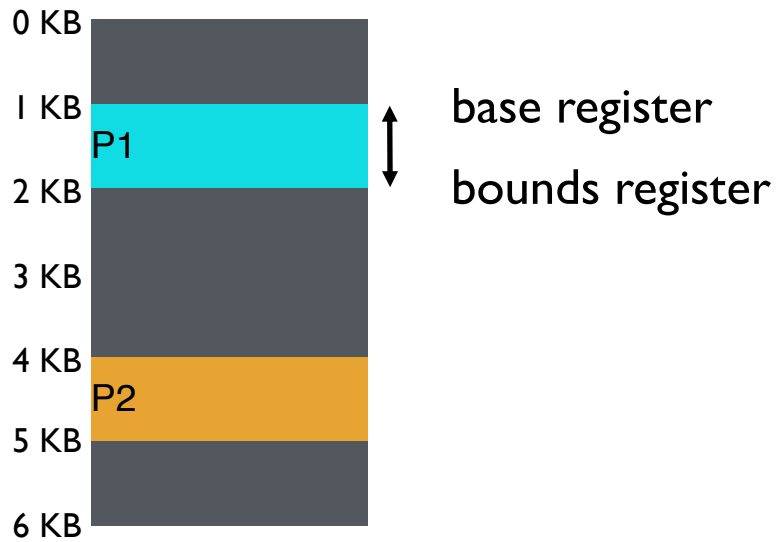 0 KB
1 KB
P1
2 KB
3 KB
4 KB
P2
5 KB
6 KB
base register
bounds register